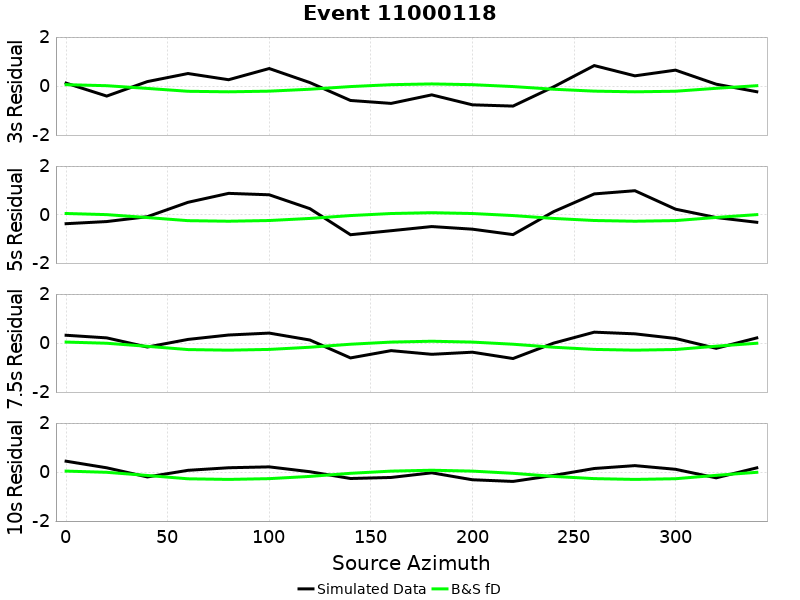 Event 11000118
3s Residual
2
0
-2
5s Residual
2
0
-2
7.5s Residual
2
0
-2
10s Residual
2
0
-2
0 50 100 150 200 250 300
Source Azimuth
Simulated Data B&S fD